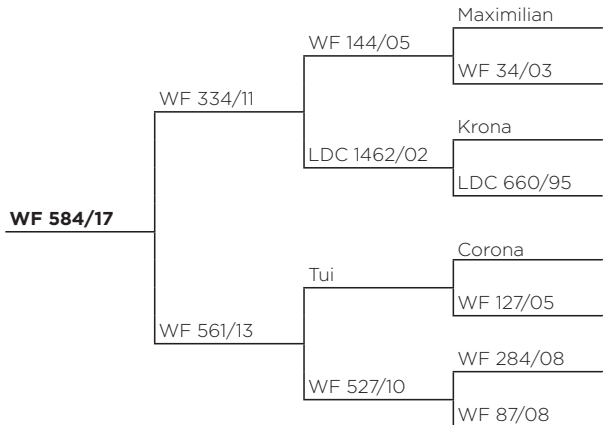 Maximilian
WF 144/05
WF 34/03
WF 334/11
Krona
LDC 1462/02
LDC 660/95
WF 584/17
Corona
Tui
WF 127/05
WF 561/13
WF 284/08
WF 527/10
WF 87/08